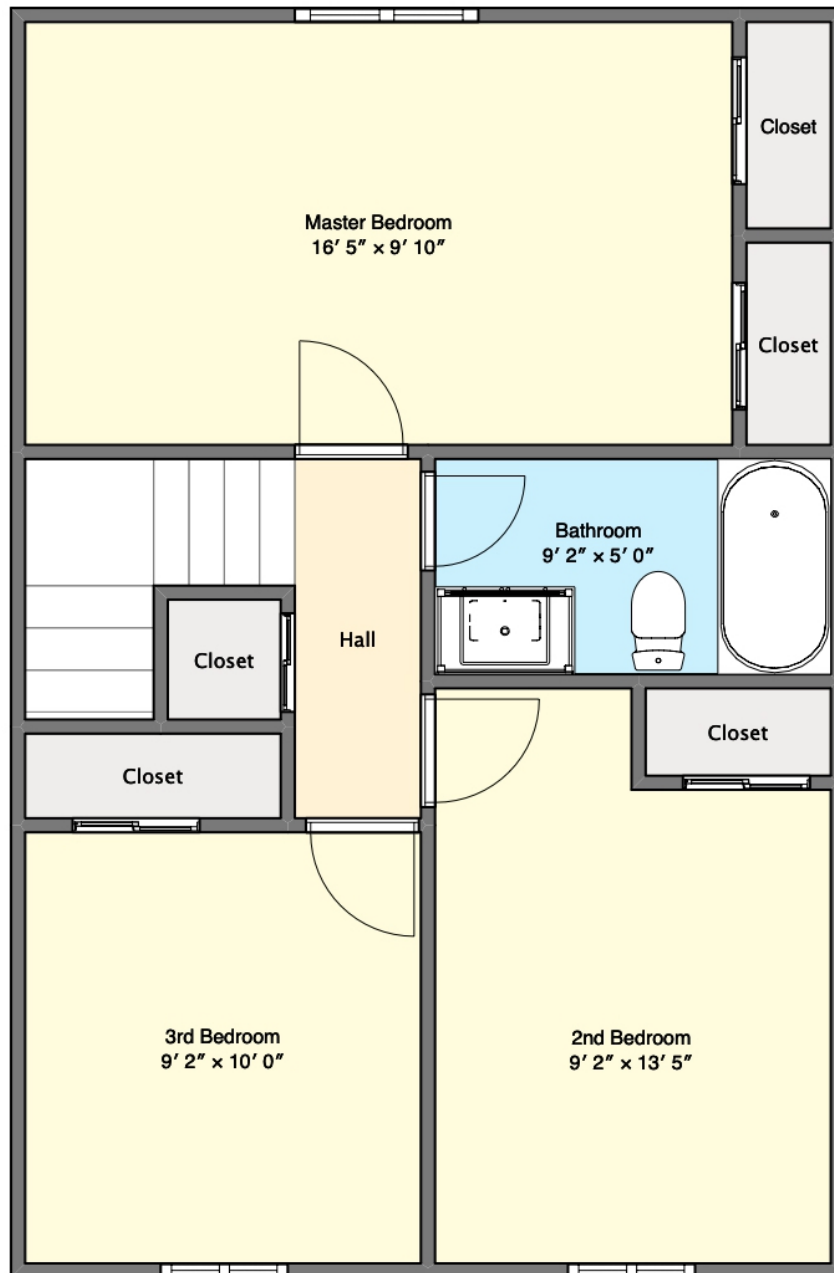 Closet
Master Bedroom
16′ 5″ × 9′ 10″
Closet
Bathroom
9′ 2″ × 5′ 0″
Hall
Closet
Closet
Closet
3rd Bedroom
9′ 2″ × 10′ 0″
2nd Bedroom
9′ 2″ × 13′ 5″